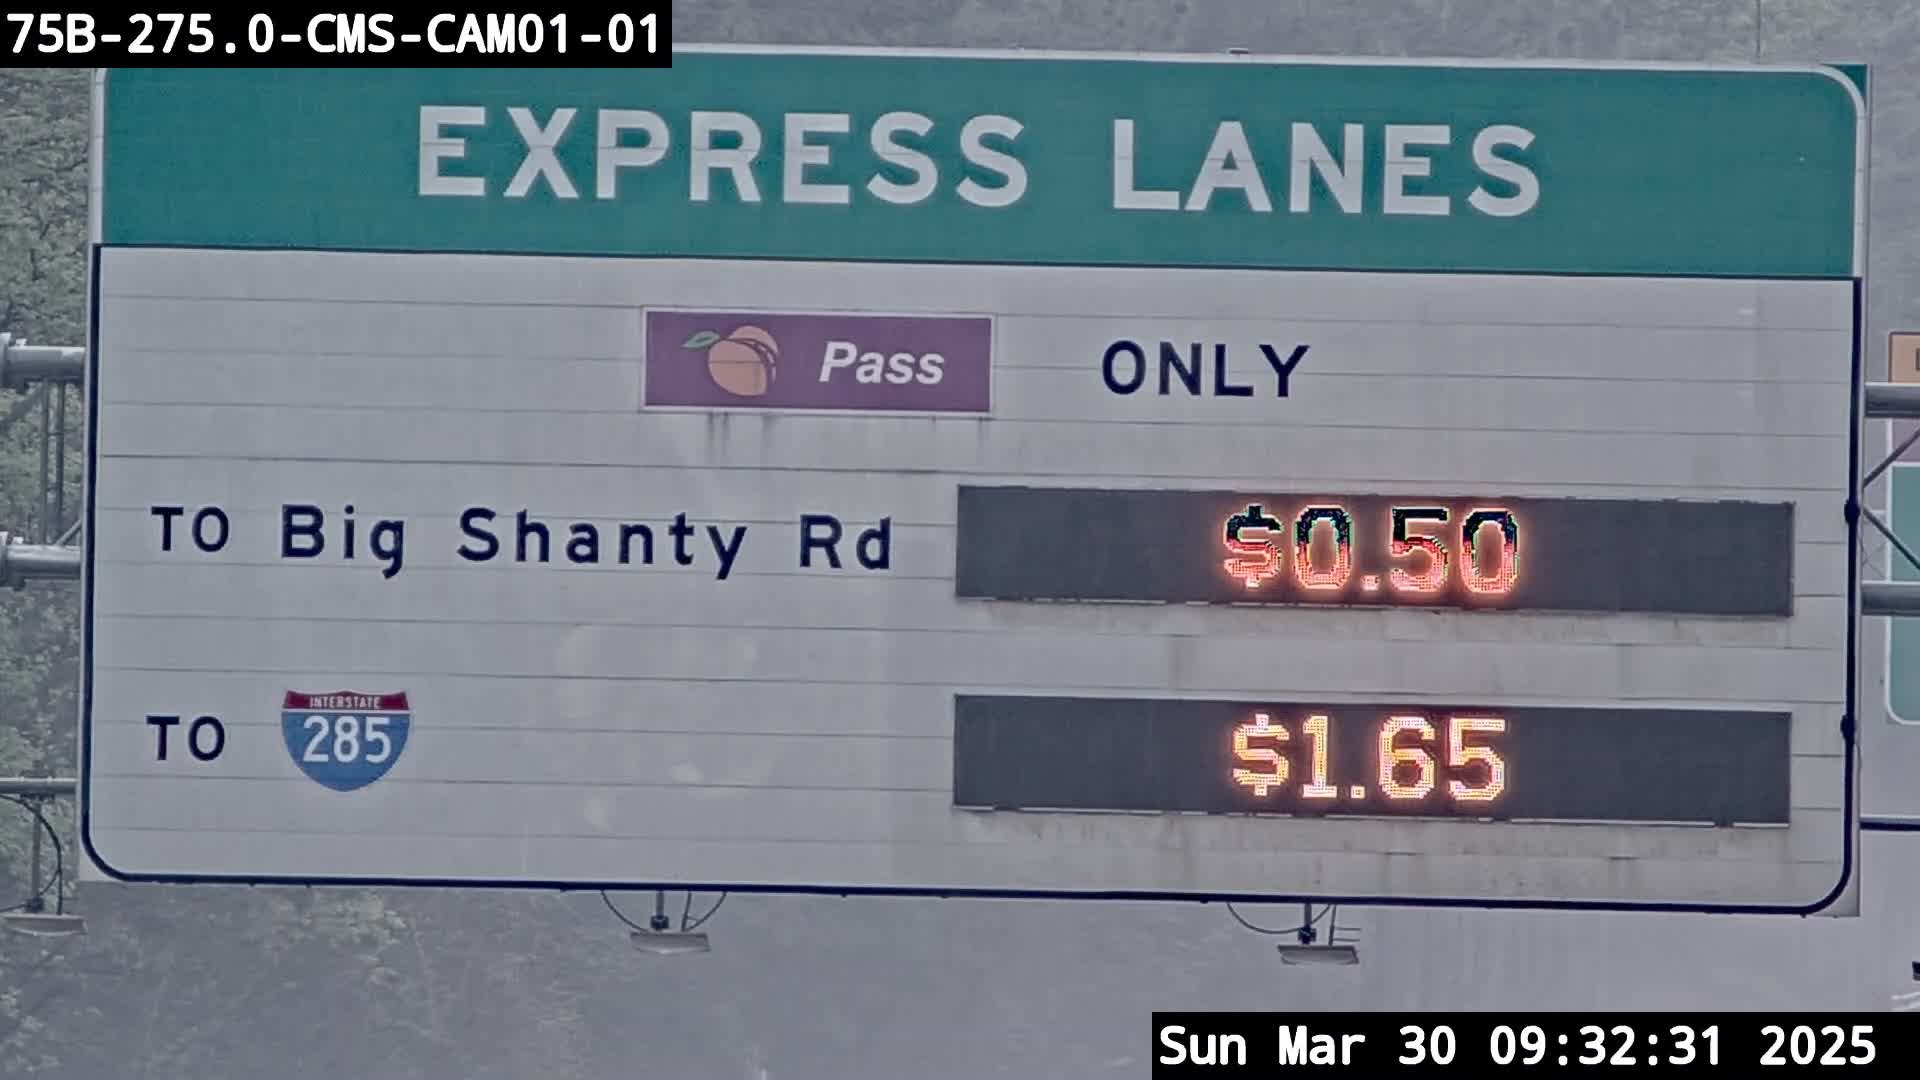 75B-275.0-CMS-CAM01-01
EXPRESS LANES
Pass ONLY
TO Big Shanty Rd $0.50
INTERSTATE
TO 285 $1.65
Sun Mar 30 09:32:31 2025